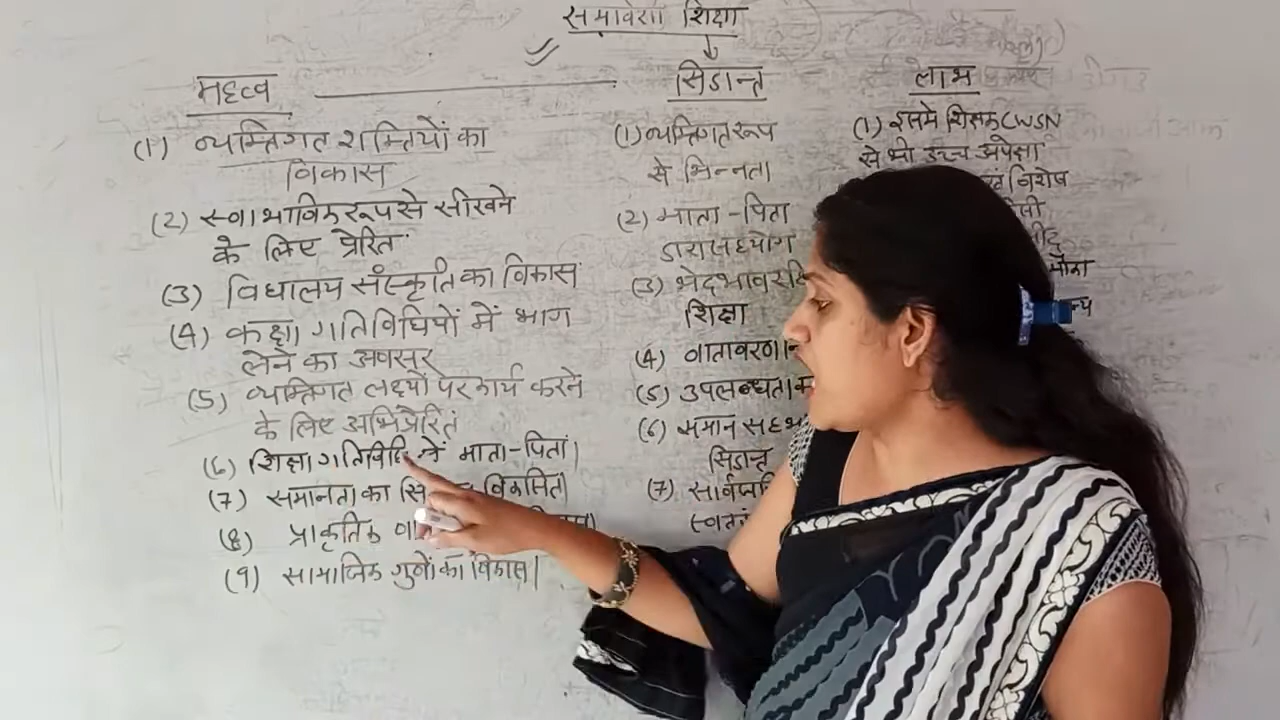 समावेशी शिक्षा
महत्व
(1) व्यक्तिगत शक्तियों का
विकास
(2) स्वाभाविक रूप से सीखने
के लिए प्रेरित
(3) विद्यालय संस्कृति का विकास
(4) कक्षा गतिविधियों में भाग
लेने का अवसर
(5) व्यक्तिगत लक्ष्यों पर कार्य करने
के लिए अभिप्रेरित
(6) शिक्षा गतिविधि में माता-पिता।
(7) समानता का विकसित।
(8) प्राकृतिक
(9) सामाजिक गुणों का विकास।
सिद्धान्त
(1) व्यक्तिगत रूप
से भिन्नता
(2) माता-पिता
द्वारा सहयोग
(3) भेदभाव
शिक्षा
(4) वातावरण
(5) उपलब्धता
(6) समान
सिद्धान्त
(7)
लाभ
(1) इसमे शिक्षक CWSN
से भी उच्च अपेक्षा
विशेष